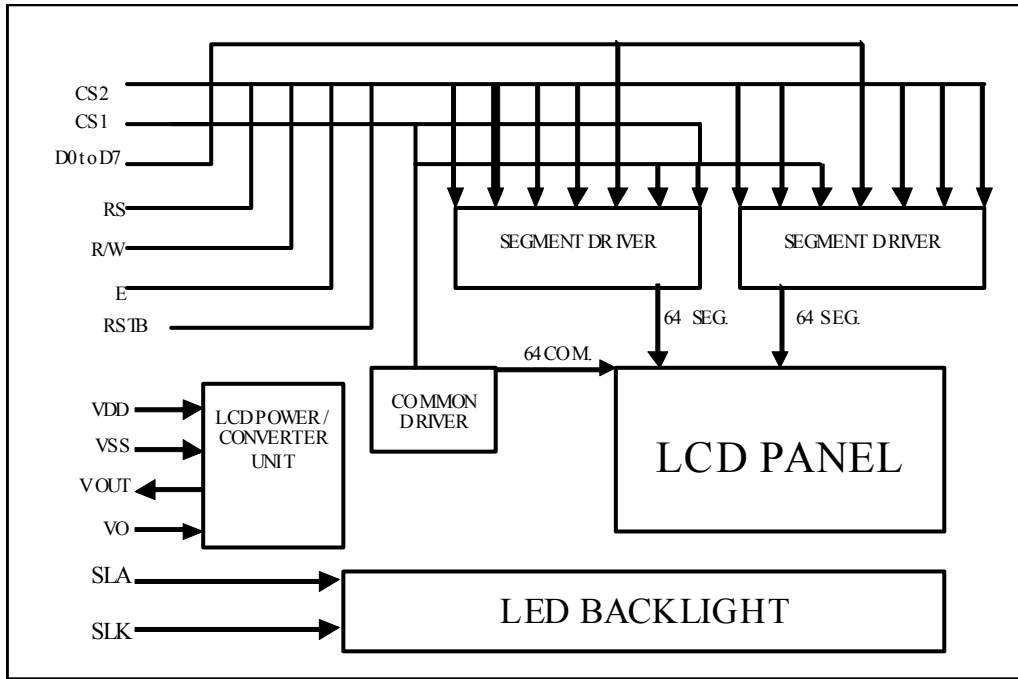 CS2
CS1
D0 to D7
RS
R/W
E
RSTB
SEGMENT DRIVER
SEGMENT DRIVER
64 SEG.
64 SEG.
64 COM.
COMMON
DRIVER
LCD PANEL
VDD
VSS
VOUT
VO
LCD POWER /
CONVERTER
UNIT
SLA
SLK
LED BACKLIGHT